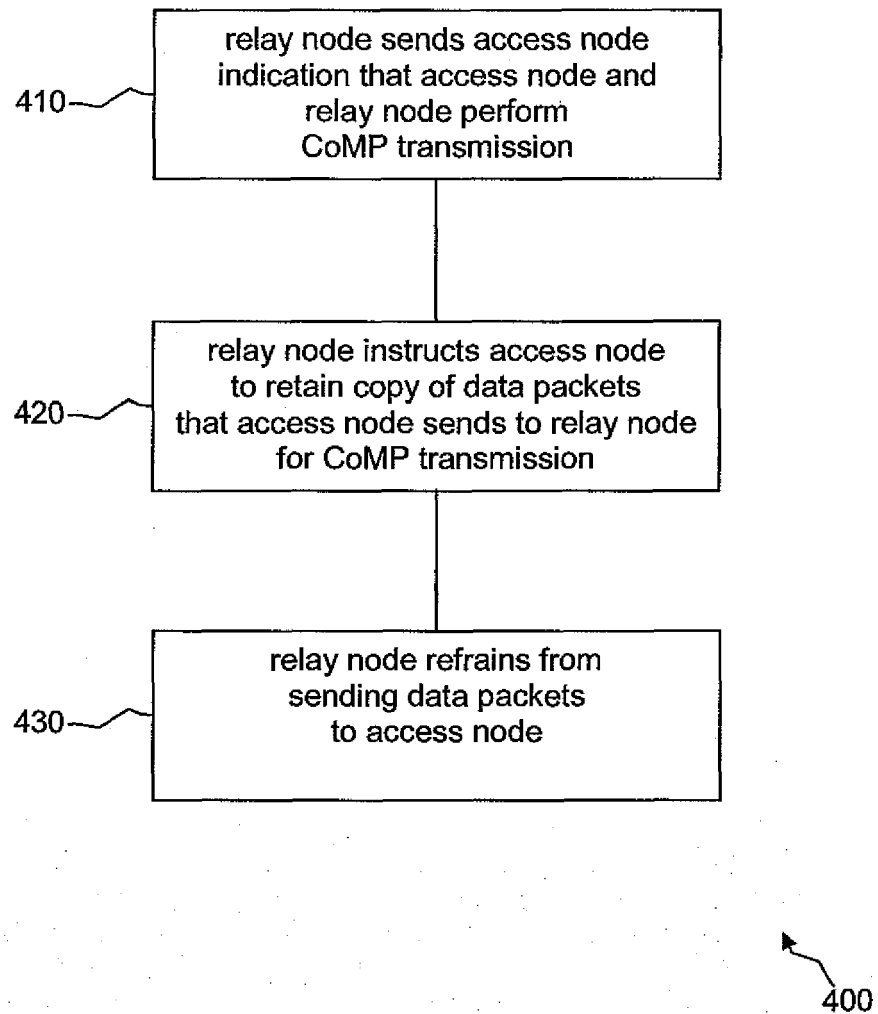 relay node sends access node
indication that access node and
relay node perform
CoMP transmission
410
relay node instructs access node
to retain copy of data packets
that access node sends to relay node
for CoMP transmission
420
relay node refrains from
sending data packets
to access node
430
400